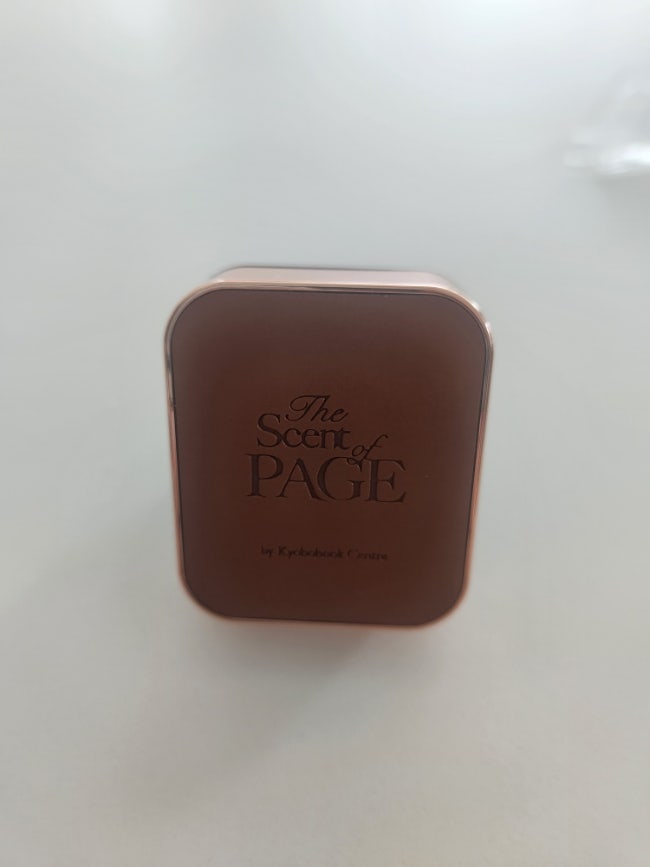 The
Scent of
PAGE
by Kyobobook Centre